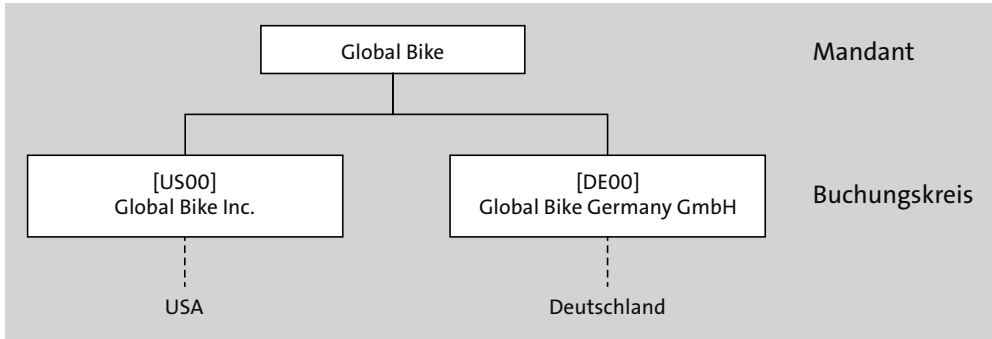 Global Bike
Mandant
[US00]
Global Bike Inc.
[DE00]
Global Bike Germany GmbH
Buchungskreis
USA
Deutschland